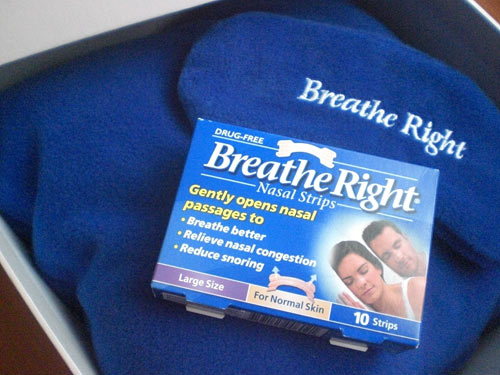 Breathe Right
DRUG-FREE
Breathe Right
Nasal Strips
Gently opens nasal
passages to
• Breathe better
• Relieve nasal congestion
• Reduce snoring
Large Size
For Normal Skin
10 Strips